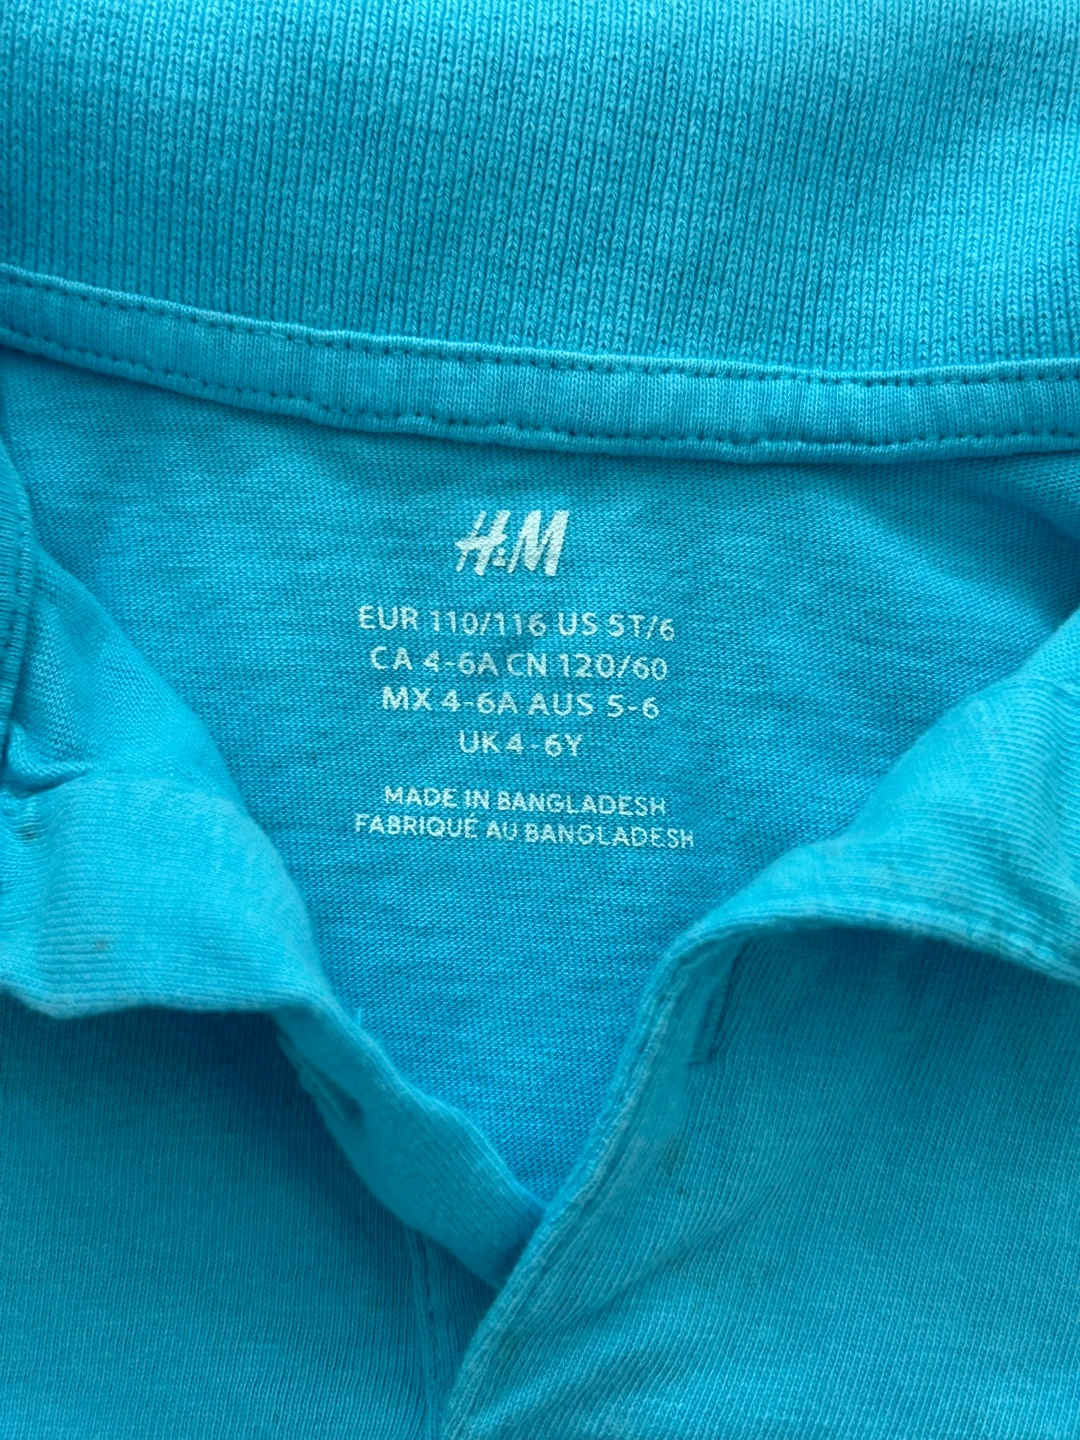 H&M
EUR 110/116 US 5T/6
CA 4-6A CN 120/60
MX 4-6A AUS 5-6
UK 4-6Y
MADE IN BANGLADESH
FABRIQUÉ AU BANGLADESH